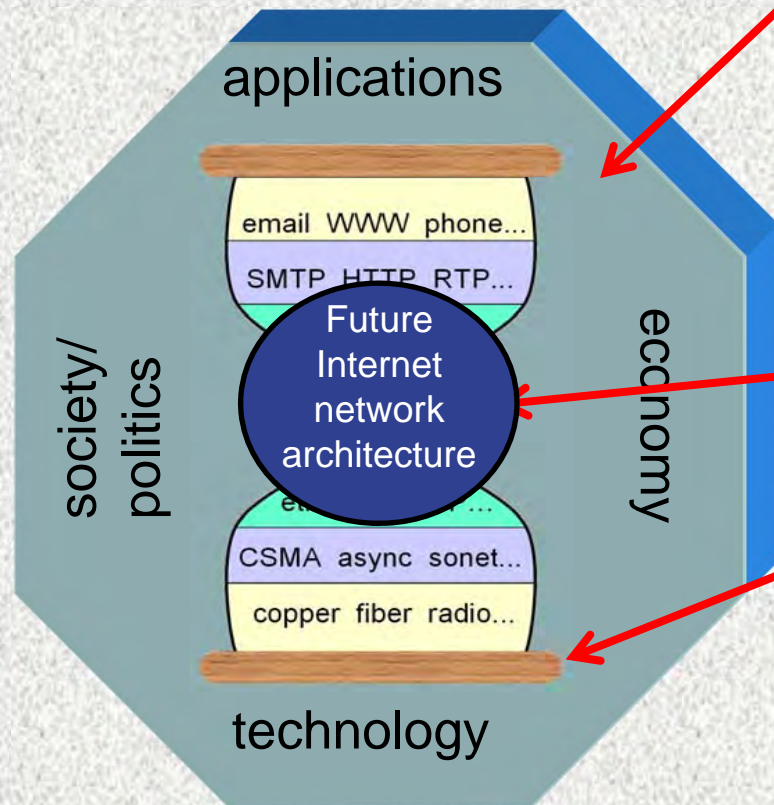 applications
email WWW phone...
SMTP HTTP RTP...
Future
Internet
network
architecture
society/
politics
economy
...
CSMA async sonet...
copper fiber radio...
technology